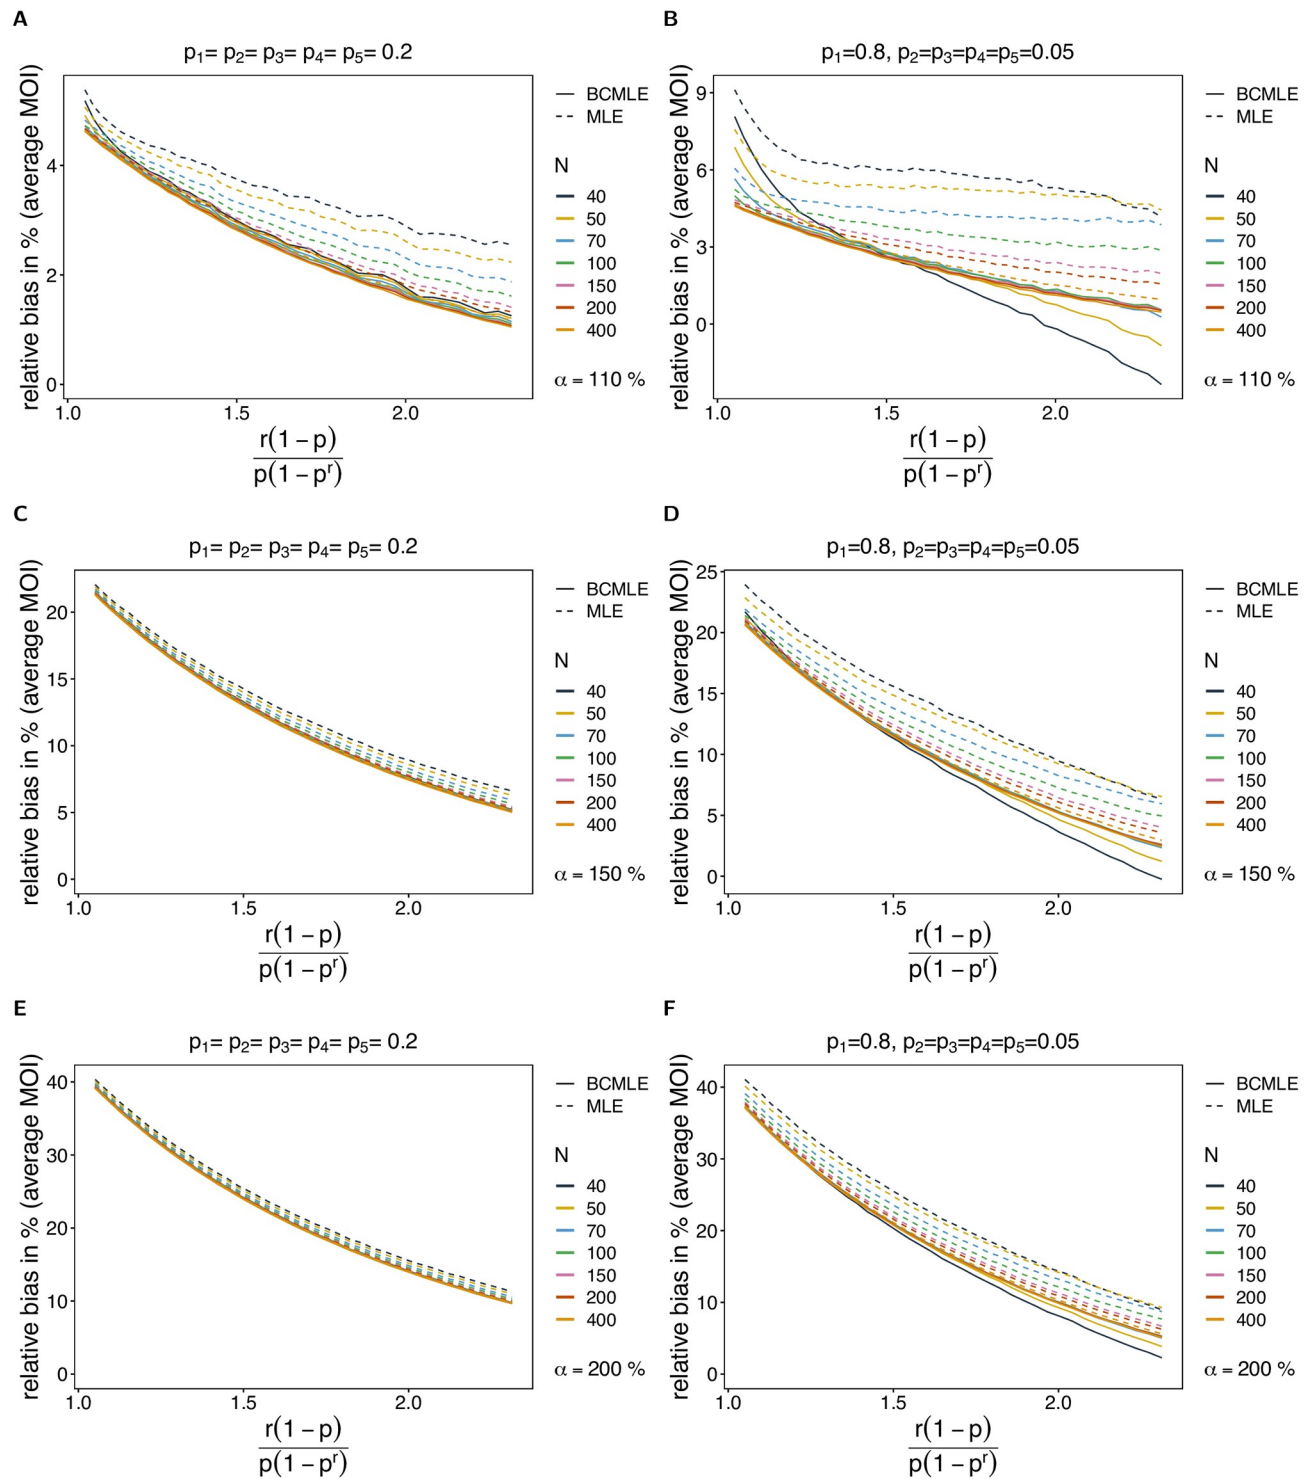 A
p₁= p₂= p₃= p₄= p₅= 0.2
relative bias in % (average MOI)
4
2
0
1.0 1.5 2.0
r(1 − p)
p(1 − pʳ)
BCMLE
MLE
N
40
50
70
100
150
200
400
α = 110 %
B
p₁=0.8, p₂=p₃=p₄=p₅=0.05
relative bias in % (average MOI)
9
6
3
0
1.0 1.5 2.0
r(1 − p)
p(1 − pʳ)
BCMLE
MLE
N
40
50
70
100
150
200
400
α = 110 %
C
p₁= p₂= p₃= p₄= p₅= 0.2
relative bias in % (average MOI)
20
15
10
5
0
1.0 1.5 2.0
r(1 − p)
p(1 − pʳ)
BCMLE
MLE
N
40
50
70
100
150
200
400
α = 150 %
D
p₁=0.8, p₂=p₃=p₄=p₅=0.05
relative bias in % (average MOI)
25
20
15
10
5
0
1.0 1.5 2.0
r(1 − p)
p(1 − pʳ)
BCMLE
MLE
N
40
50
70
100
150
200
400
α = 150 %
E
p₁= p₂= p₃= p₄= p₅= 0.2
relative bias in % (average MOI)
40
30
20
10
0
1.0 1.5 2.0
r(1 − p)
p(1 − pʳ)
BCMLE
MLE
N
40
50
70
100
150
200
400
α = 200 %
F
p₁=0.8, p₂=p₃=p₄=p₅=0.05
relative bias in % (average MOI)
40
30
20
10
0
1.0 1.5 2.0
r(1 − p)
p(1 − pʳ)
BCMLE
MLE
N
40
50
70
100
150
200
400
α = 200 %